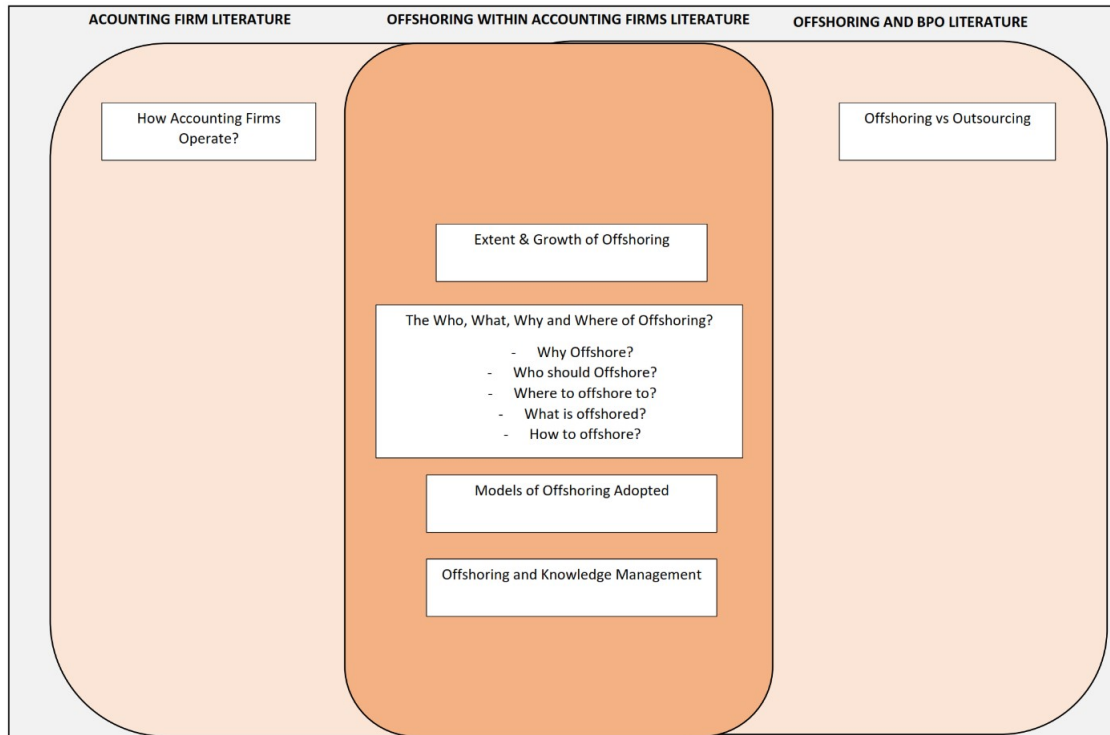 ACOUNTING FIRM LITERATURE
OFFSHORING WITHIN ACCOUNTING FIRMS LITERATURE
OFFSHORING AND BPO LITERATURE
How Accounting Firms
Operate?
Offshoring vs Outsourcing
Extent & Growth of Offshoring
The Who, What, Why and Where of Offshoring?
- Why Offshore?
- Who should Offshore?
- Where to offshore to?
- What is offshored?
- How to offshore?
Models of Offshoring Adopted
Offshoring and Knowledge Management